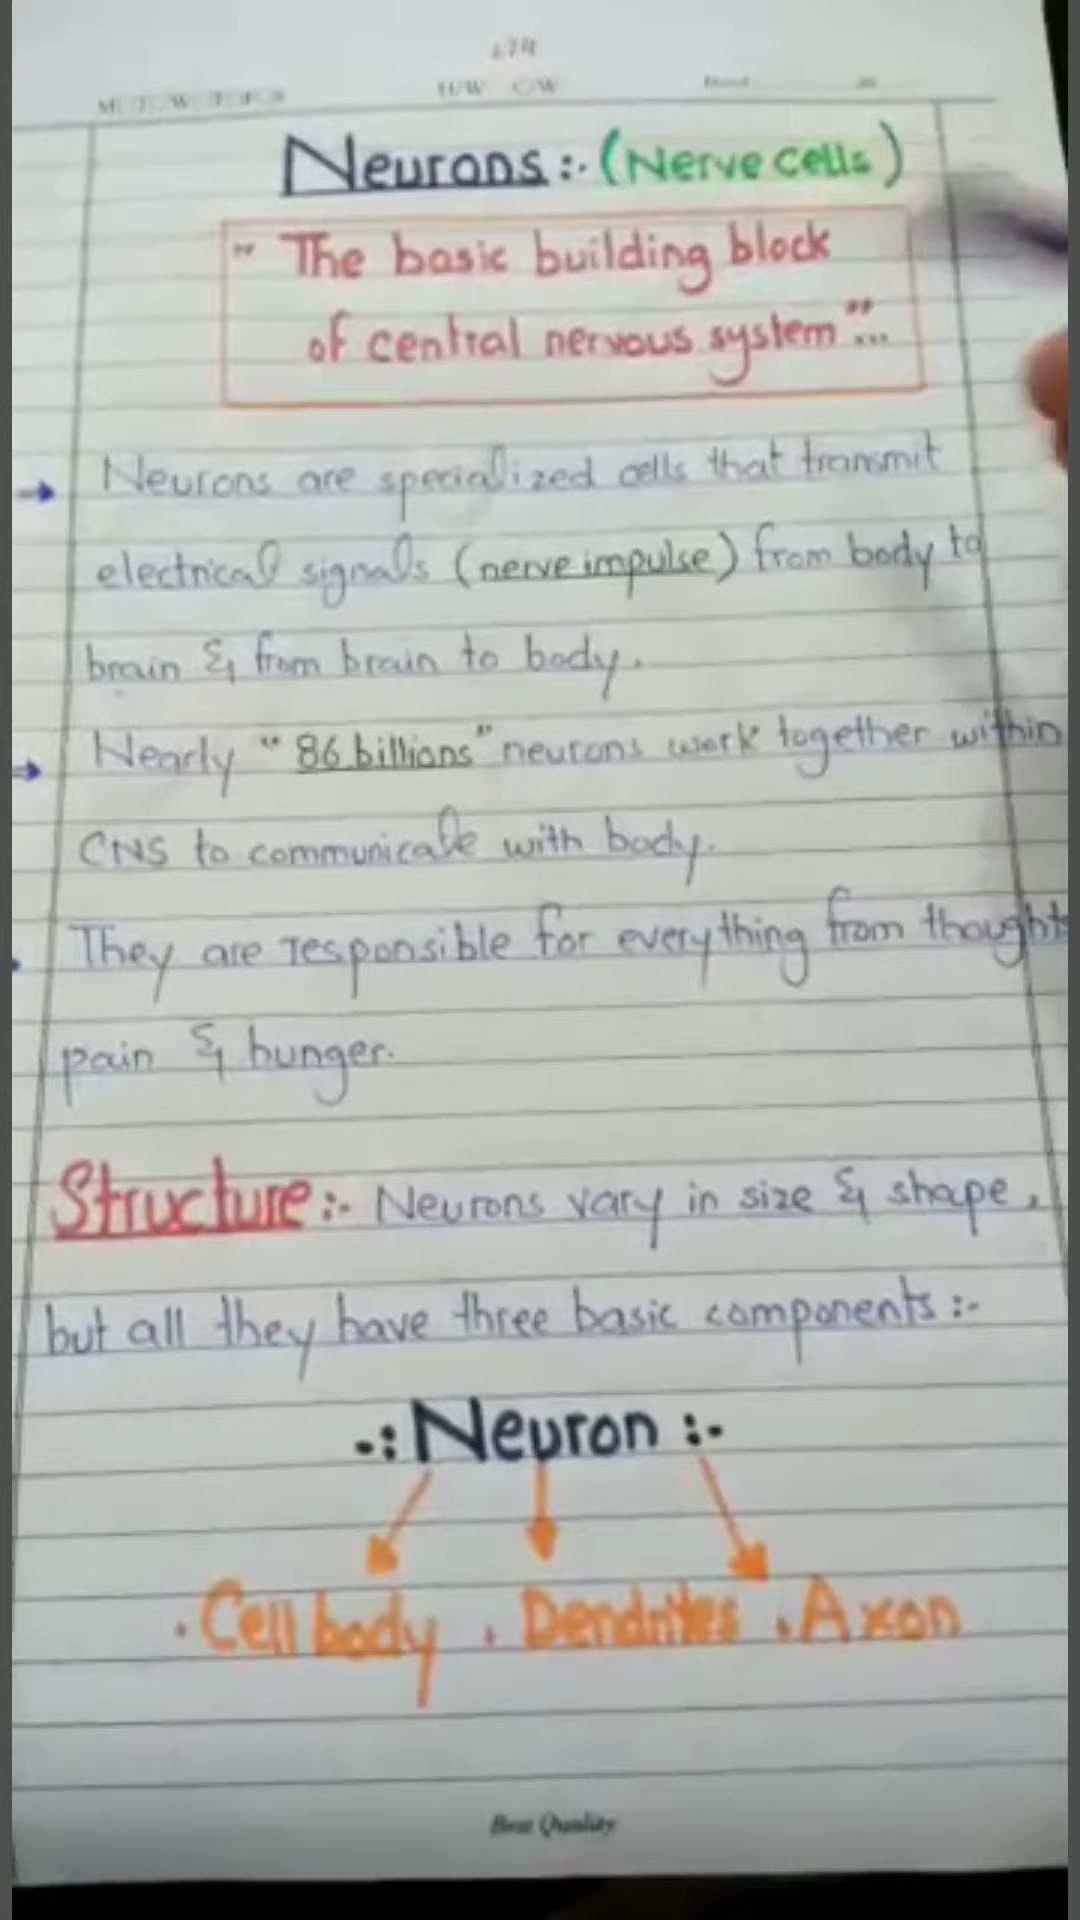 Neurons:- (Nerve cells)
" The basic building block
of central nervous system"...
Neurons are specialized cells that transmit
electrical signals (nerve impulse) from body to
brain & from brain to body.
Nearly "86 billions" neurons work together within
CNS to communicate with body.
They are responsible for everything from thoughts
pain & hunger.
Structure:- Neurons vary in size & shape,
but all they have three basic components:-
-: Neuron :-
. Cell body . Dendrites . Axon
Best Quality